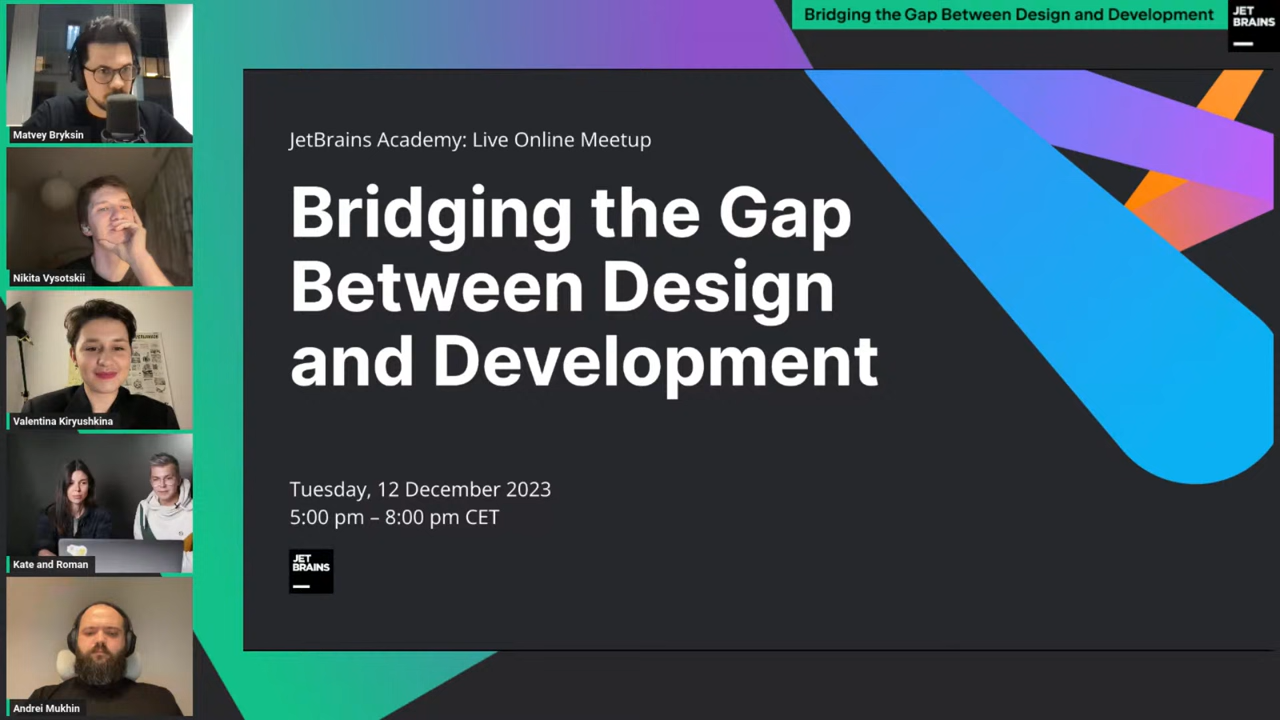 Bridging the Gap Between Design and Development
JET
BRAINS
JetBrains Academy: Live Online Meetup
Bridging the Gap
Between Design
and Development
Tuesday, 12 December 2023
5:00 pm – 8:00 pm CET
JET
BRAINS
Matvey Bryksin
Nikita Vysotskii
Valentina Kiryushkina
Kate and Roman
Andrei Mukhin